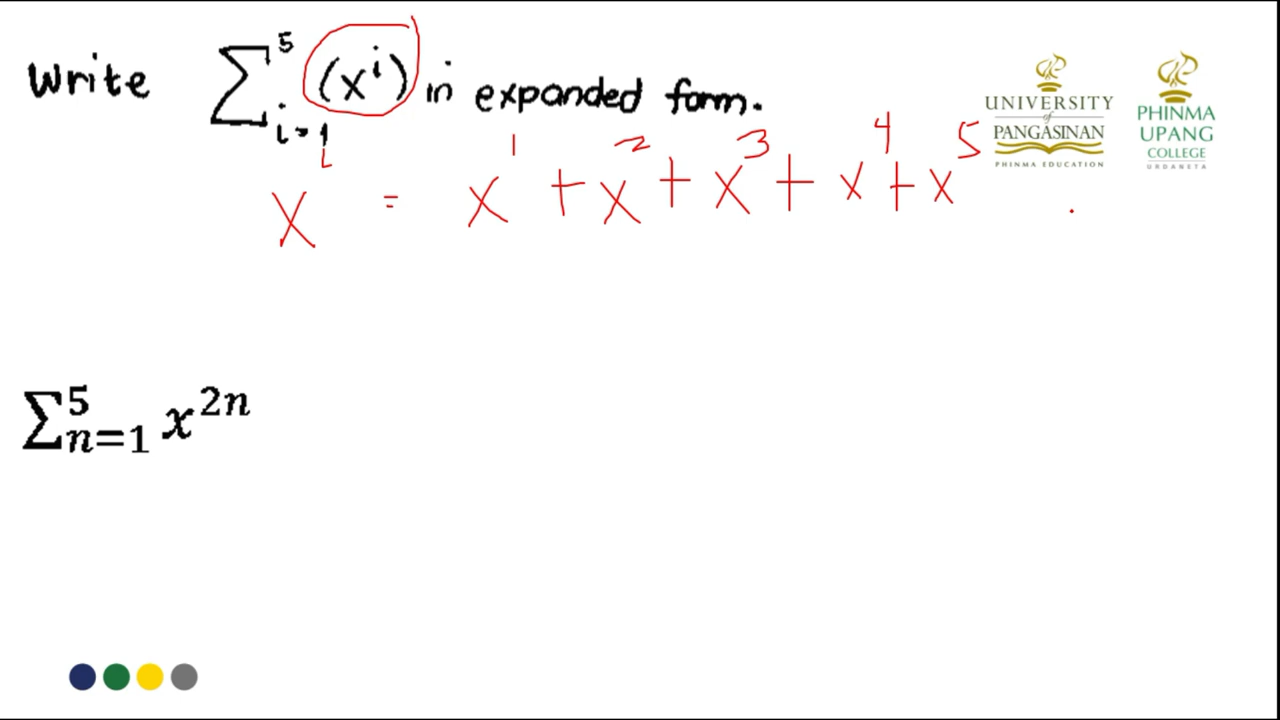 Write ∑_{i=1}^{5} (x^i) in expanded form.
x^i = x^1 + x^2 + x^3 + x^4 + x^5
UNIVERSITY
of
PANGASINAN
PHINMA EDUCATION
PHINMA
UPANG
COLLEGE
URDANETA
∑_{n=1}^{5} x^{2n}